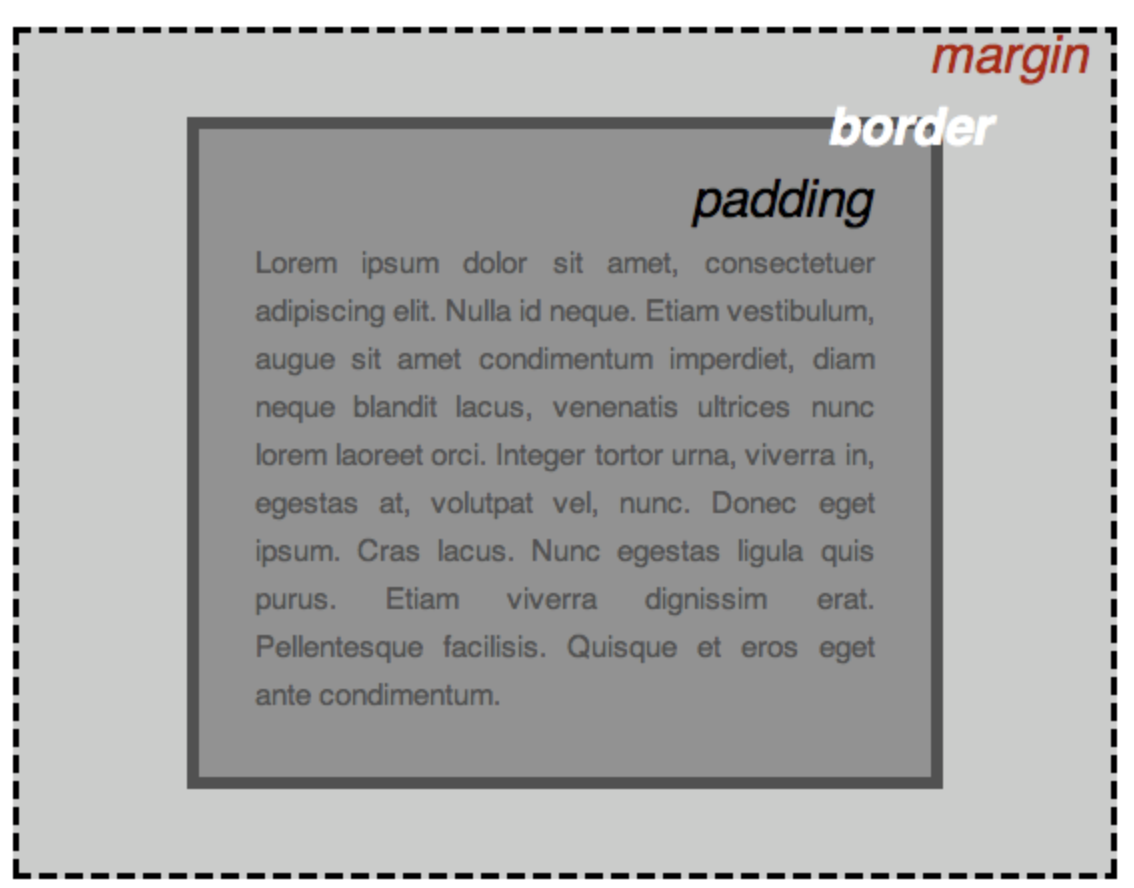 margin
border
padding
Lorem ipsum dolor sit amet, consectetuer
adipiscing elit. Nulla id neque. Etiam vestibulum,
augue sit amet condimentum imperdiet, diam
neque blandit lacus, venenatis ultrices nunc
lorem laoreet orci. Integer tortor urna, viverra in,
egestas at, volutpat vel, nunc. Donec eget
ipsum. Cras lacus. Nunc egestas ligula quis
purus. Etiam viverra dignissim erat.
Pellentesque facilisis. Quisque et eros eget
ante condimentum.